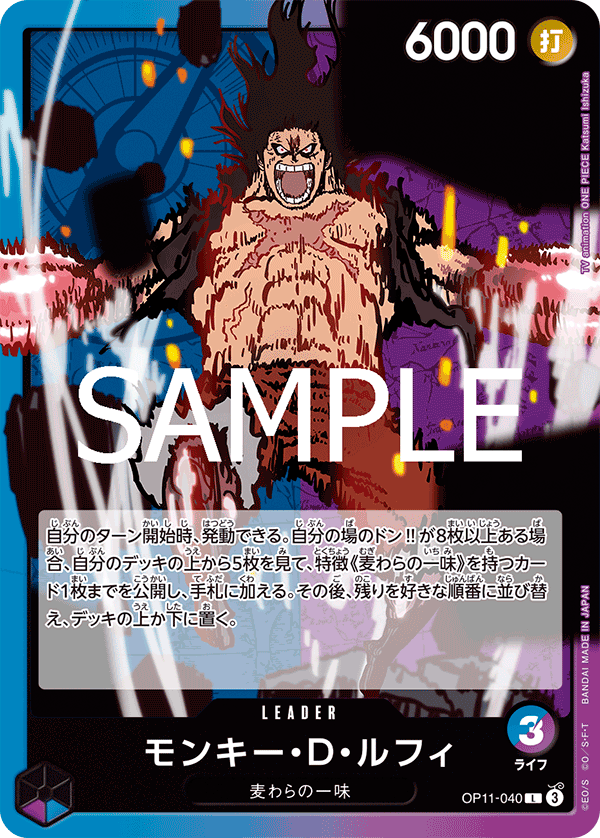 6000 打
TV animation ONE PIECE Katsumi Ishizuka
SAMPLE
自分のターン開始時、発動できる。自分の場のドン!!が8枚以上ある場
合、自分のデッキの上から5枚を見て、特徴《麦わらの一味》を持つカー
ド1枚までを公開し、手札に加える。その後、残りを好きな順番に並び替
え、デッキの上か下に置く。
LEADER
3
ライフ
モンキー・D・ルフィ
麦わらの一味
OP11-040 L 3
©E/O/S ©O/S・F・T BANDAI MADE IN JAPAN